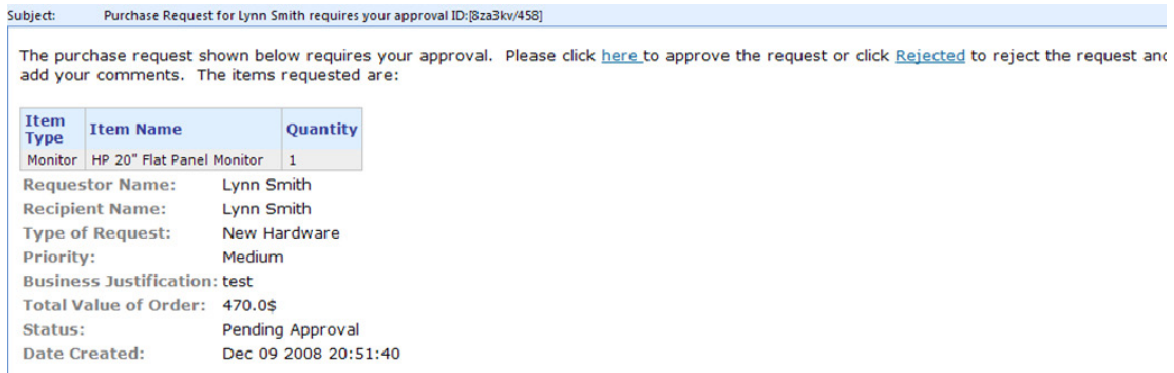 Subject: Purchase Request for Lynn Smith requires your approval ID:[8za3kv/458]
The purchase request shown below requires your approval. Please click here to approve the request or click Rejected to reject the request and
add your comments. The items requested are:
Item Type Item Name Quantity
Monitor HP 20" Flat Panel Monitor 1
Requestor Name: Lynn Smith
Recipient Name: Lynn Smith
Type of Request: New Hardware
Priority: Medium
Business Justification: test
Total Value of Order: 470.0$
Status: Pending Approval
Date Created: Dec 09 2008 20:51:40